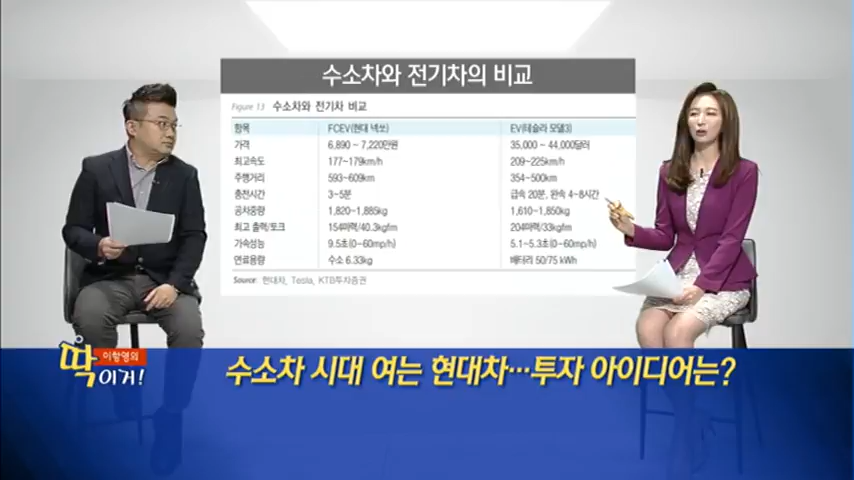 수소차와 전기차의 비교
Figure 13 수소차와 전기차 비교
항목 FCEV(현대 넥쏘) EV(테슬라 모델3)
가격 6,890 ~ 7,220만원 35,000 ~ 44,000달러
최고속도 177~179km/h 209~225km/h
주행거리 593~609km 354~500km
충전시간 3~5분 급속 20분, 완속 4~8시간
공차중량 1,820~1,885kg 1,610~1,850kg
최고 출력/토크 154마력/40.3kgfm 204마력/33kgfm
가속성능 9.5초(0~60mp/h) 5.1~5.3초(0~60mp/h)
연료용량 수소 6.33kg 배터리 50/75 kWh
Source: 현대차, Tesla, KTB투자증권
이항영의
딱 이거!
수소차 시대 여는 현대차…투자 아이디어는?